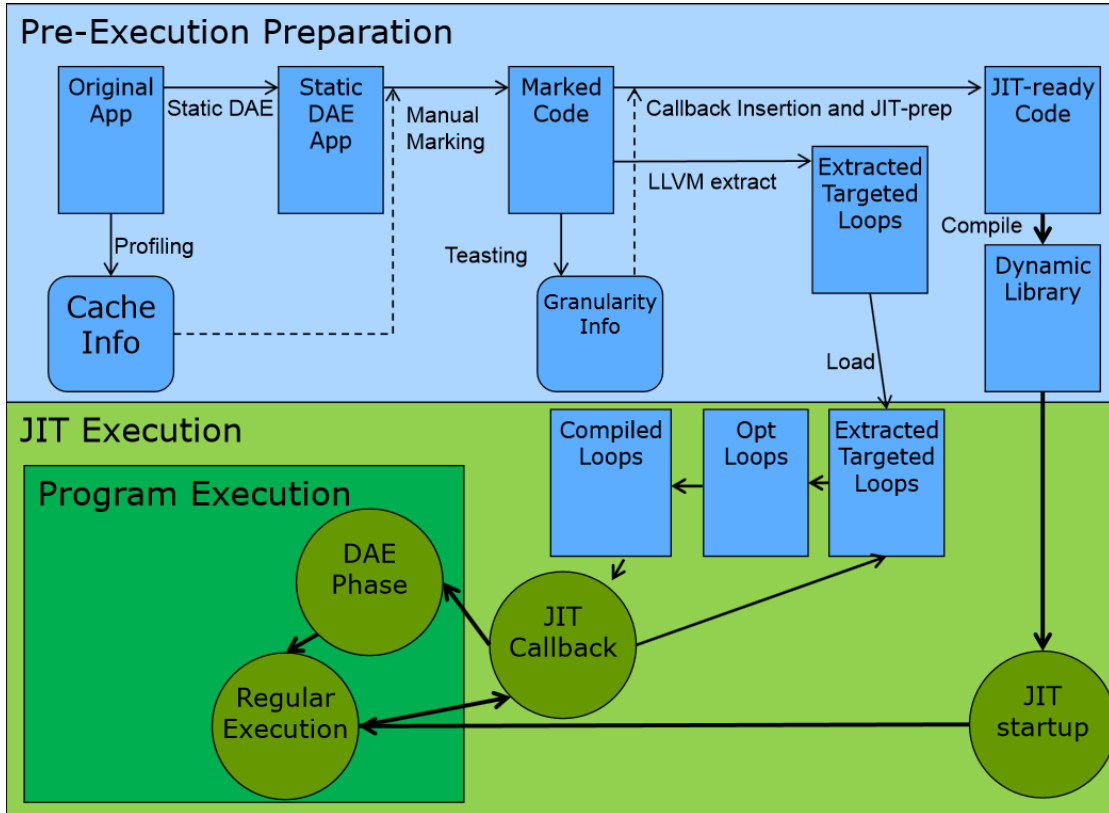 Pre-Execution Preparation
Original
App
Static DAE
Static
DAE
App
Manual
Marking
Marked
Code
Callback Insertion and JIT-prep
JIT-ready
Code
LLVM extract
Extracted
Targeted
Loops
Profiling
Teasting
Compile
Cache
Info
Granularity
Info
Dynamic
Library
Load
JIT Execution
Compiled
Loops
Opt
Loops
Extracted
Targeted
Loops
Program Execution
DAE
Phase
JIT
Callback
Regular
Execution
JIT
startup